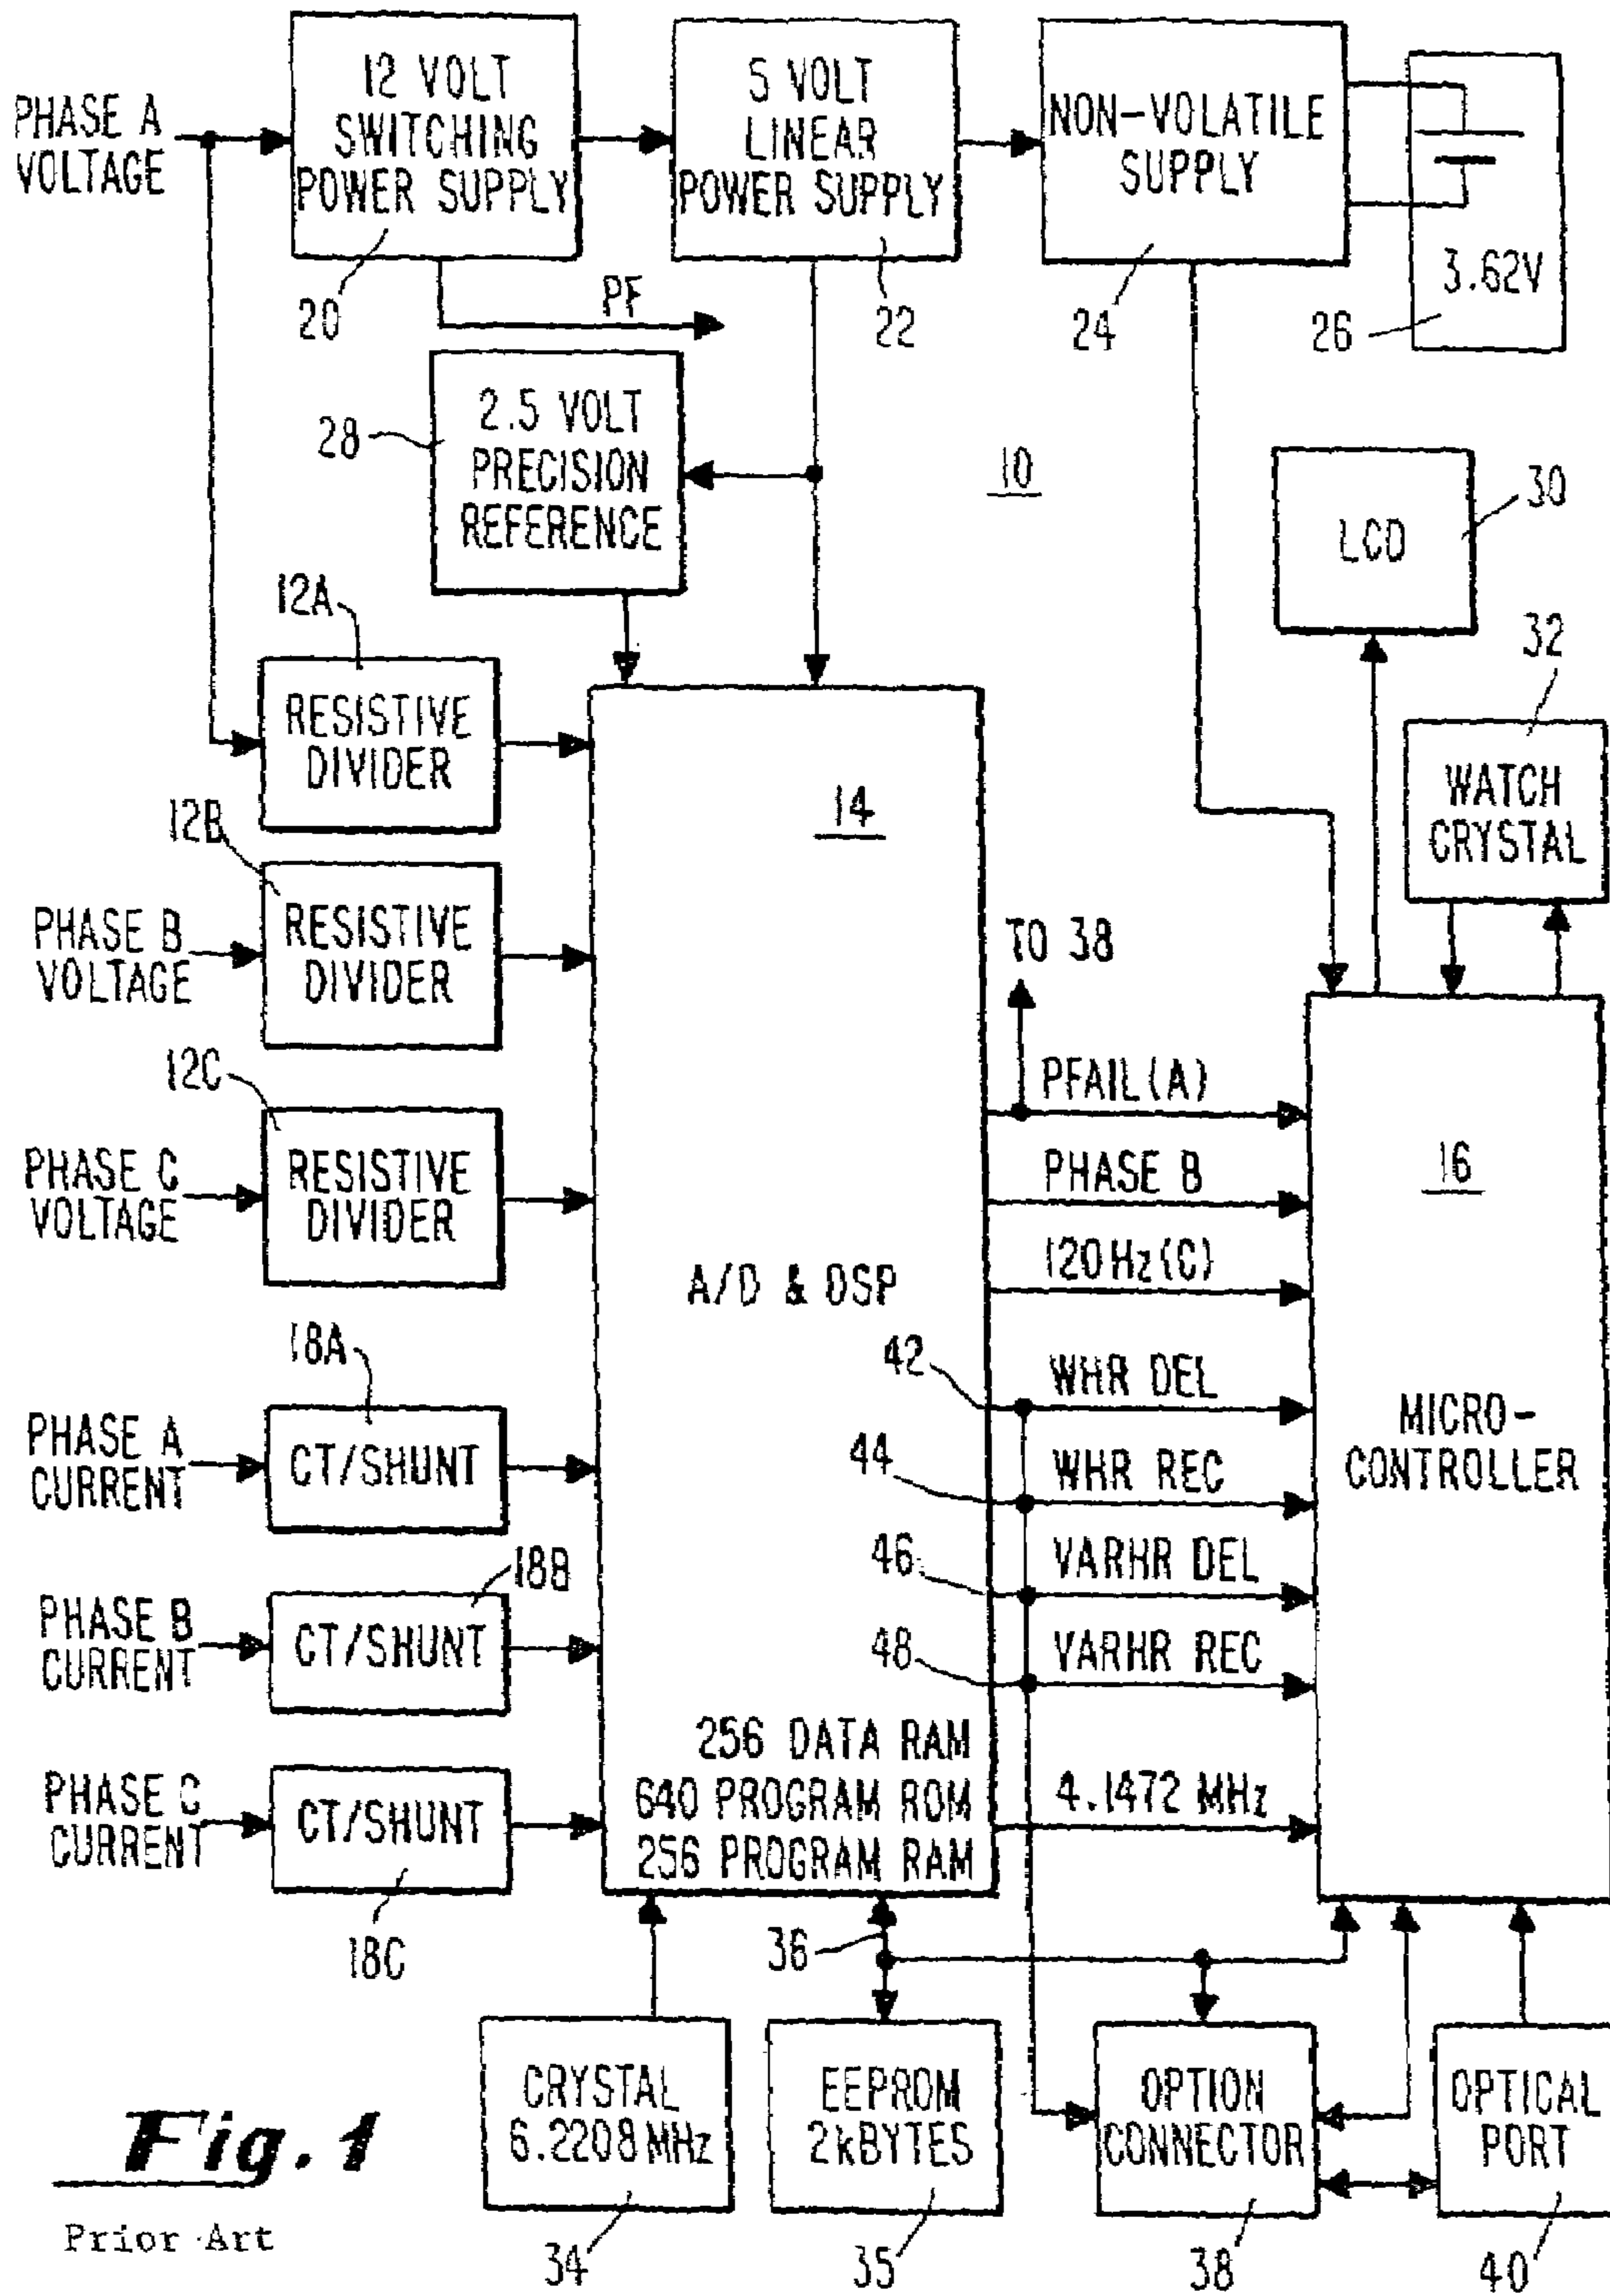 PHASE A
VOLTAGE
12 VOLT
SWITCHING
POWER SUPPLY
20
5 VOLT
LINEAR
POWER SUPPLY
22
NON-VOLATILE
SUPPLY
24
3.62V
26
PF
28
2.5 VOLT
PRECISION
REFERENCE
10
LCD
30
32
WATCH
CRYSTAL
12A
RESISTIVE
DIVIDER
12B
PHASE B
VOLTAGE
RESISTIVE
DIVIDER
12C
PHASE C
VOLTAGE
RESISTIVE
DIVIDER
14
A/D & DSP
TO 38
PFAIL(A)
PHASE B
120Hz(C)
42
WHR DEL
44
WHR REC
46
VARHR DEL
48
VARHR REC
4.1472 MHz
16
MICRO-
CONTROLLER
18A
PHASE A
CURRENT
CT/SHUNT
18B
PHASE B
CURRENT
CT/SHUNT
PHASE C
CURRENT
CT/SHUNT
18C
256 DATA RAM
640 PROGRAM ROM
256 PROGRAM RAM
36
CRYSTAL
6.2208 MHz
34
EEPROM
2kBYTES
35
OPTION
CONNECTOR
38
OPTICAL
PORT
40
Fig. 1
Prior Art